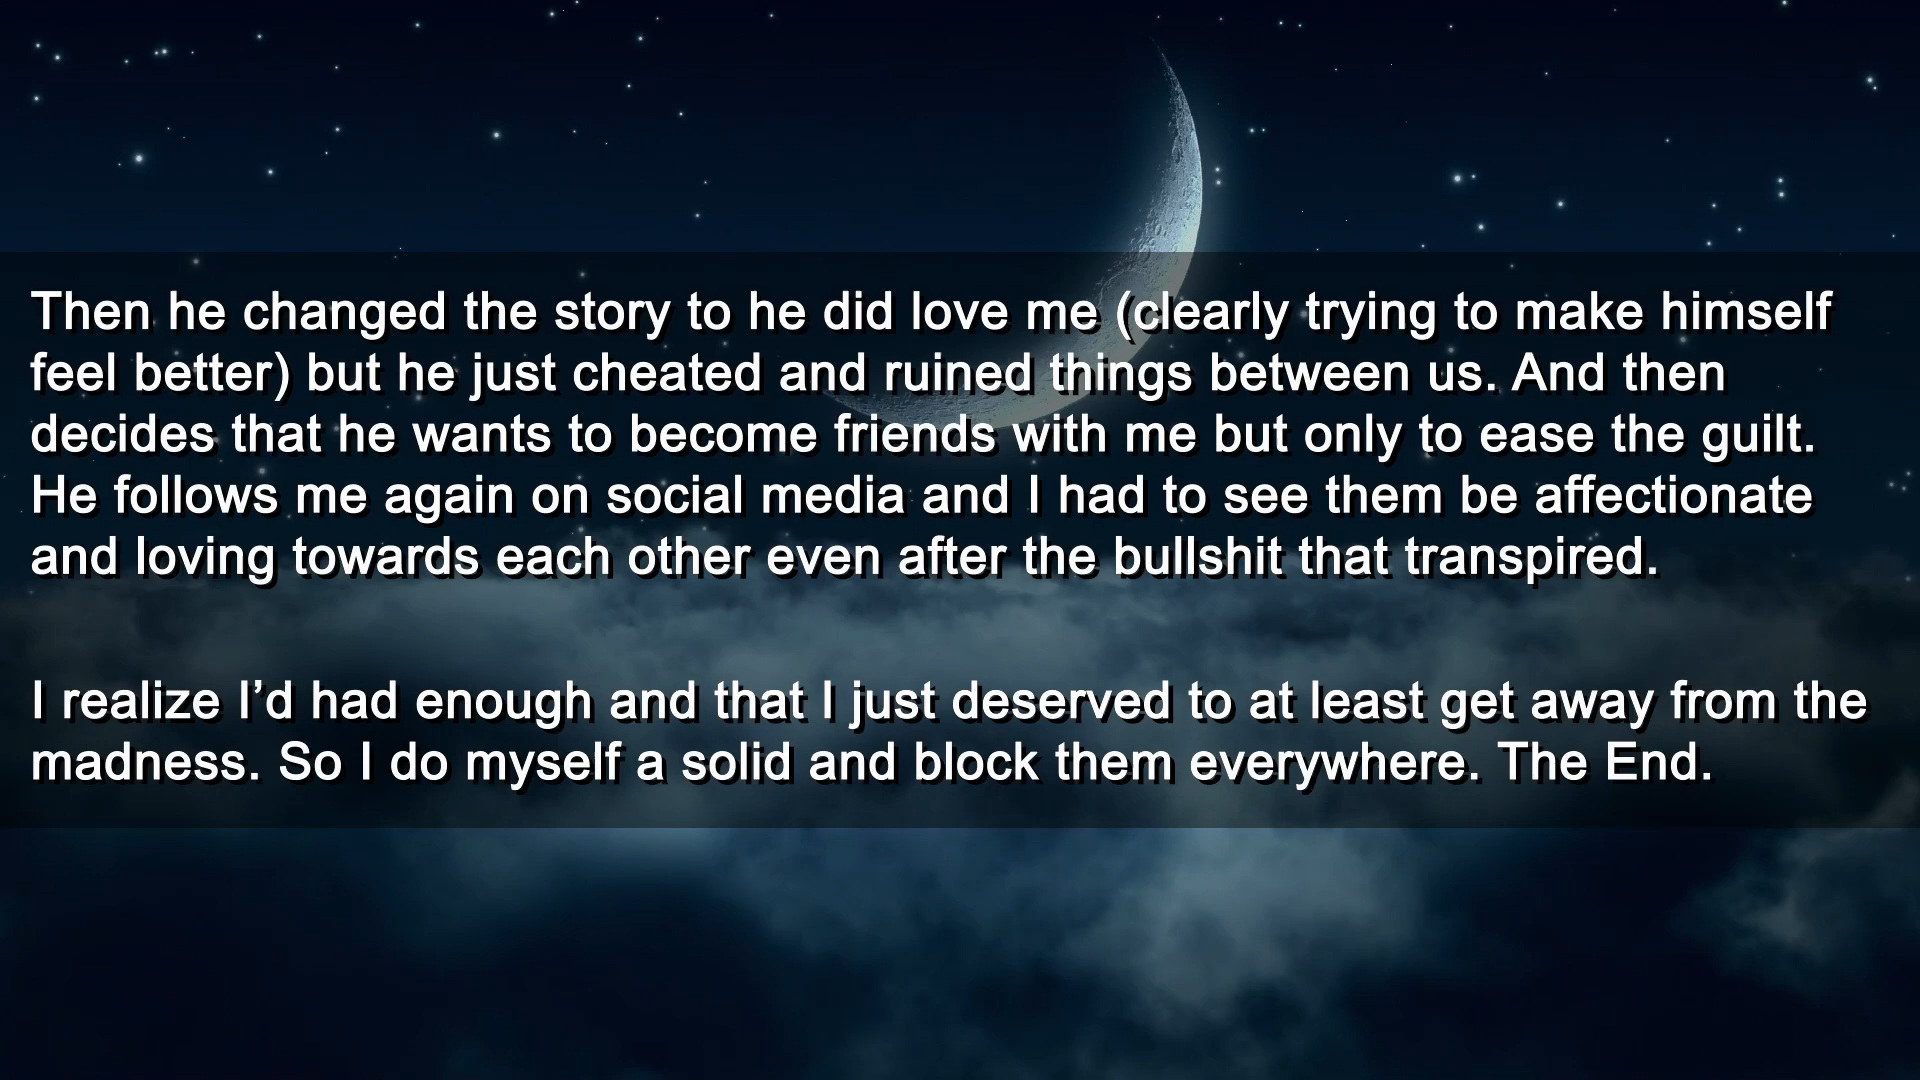 Then he changed the story to he did love me (clearly trying to make himself
feel better) but he just cheated and ruined things between us. And then
decides that he wants to become friends with me but only to ease the guilt.
He follows me again on social media and I had to see them be affectionate
and loving towards each other even after the bullshit that transpired.
I realize I’d had enough and that I just deserved to at least get away from the
madness. So I do myself a solid and block them everywhere. The End.